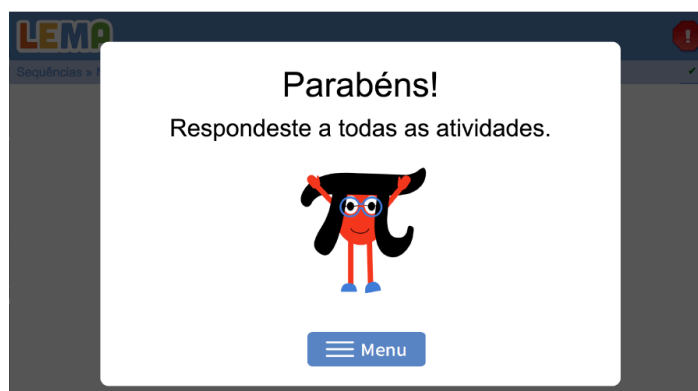 LEMA
Sequências »
Parabéns!
Respondeste a todas as atividades.
Menu